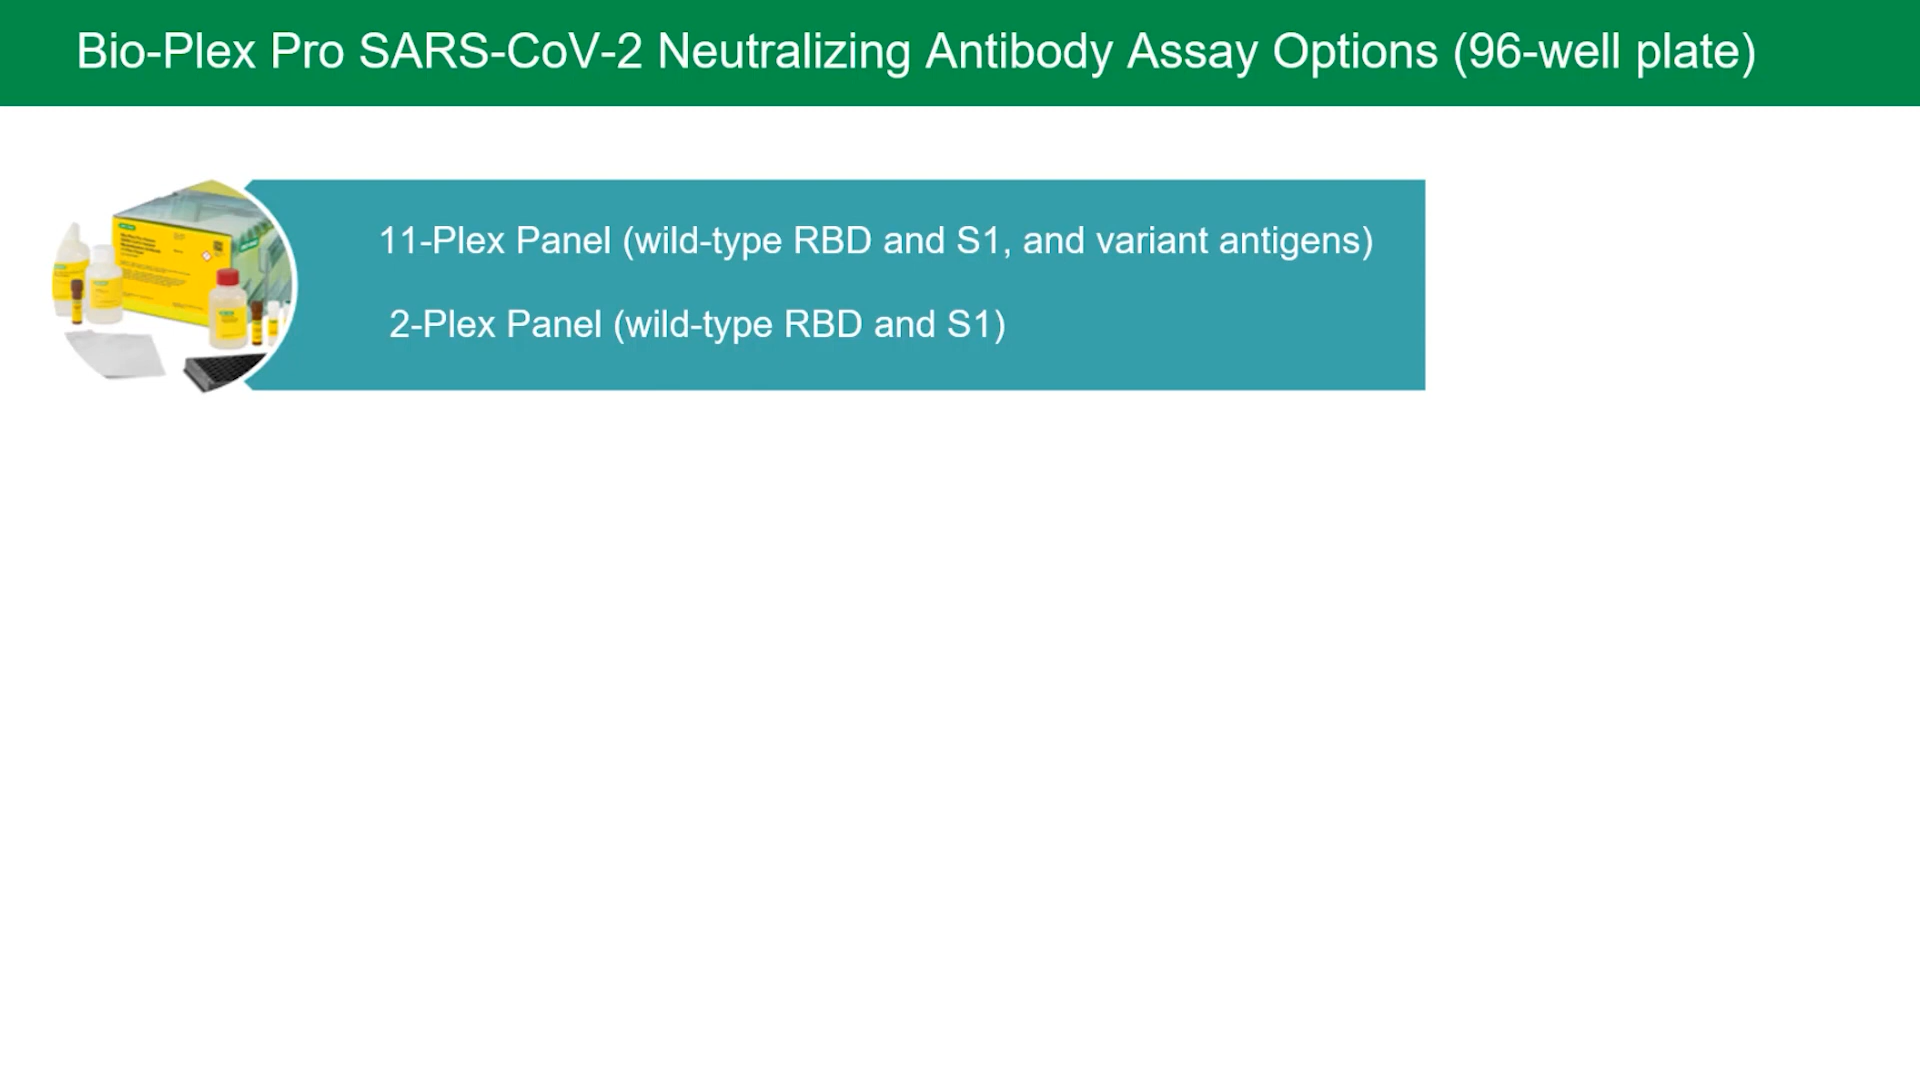 Bio-Plex Pro SARS-CoV-2 Neutralizing Antibody Assay Options (96-well plate)
11-Plex Panel (wild-type RBD and S1, and variant antigens)
2-Plex Panel (wild-type RBD and S1)